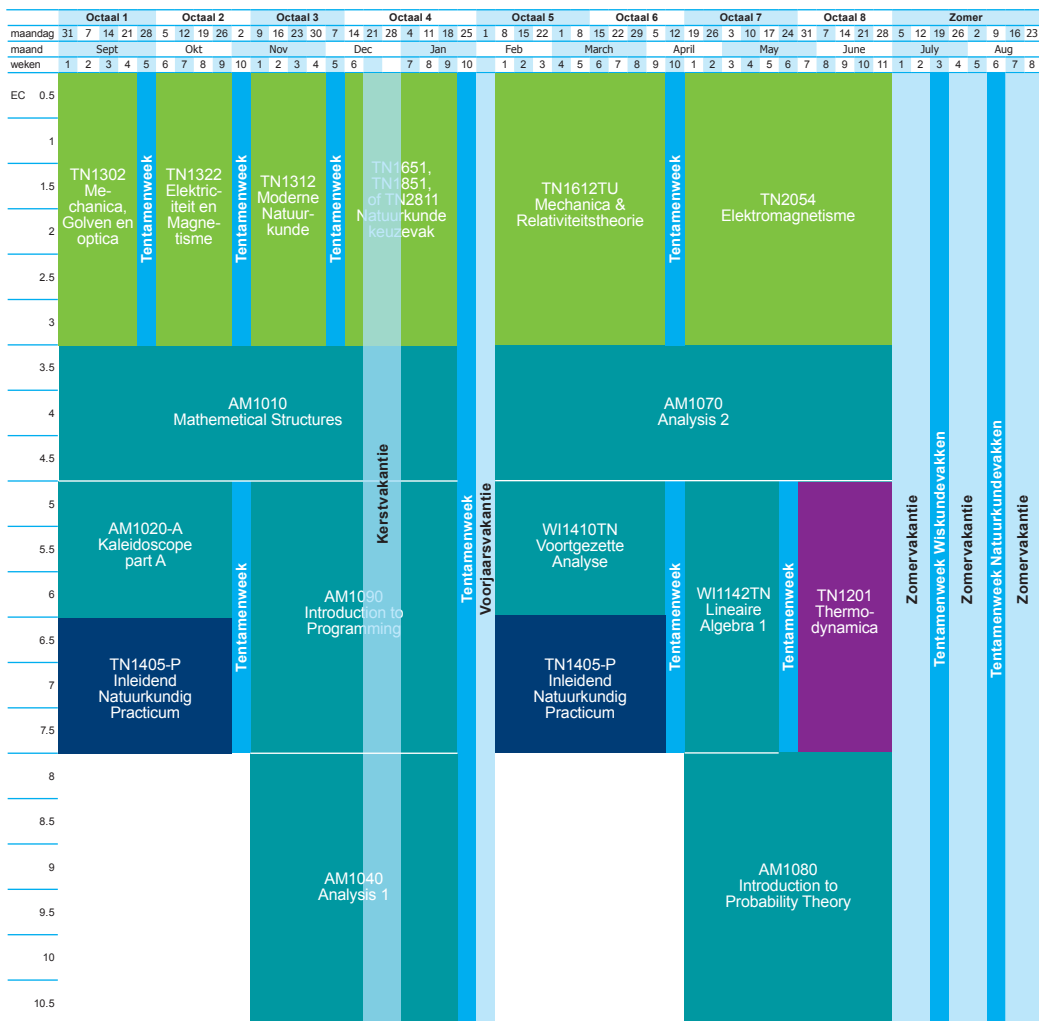 Octaal 1 Octaal 2 Octaal 3 Octaal 4 Octaal 5 Octaal 6 Octaal 7 Octaal 8 Zomer
maandag 31 7 14 21 28 5 12 19 26 2 9 16 23 30 7 14 21 28 4 11 18 25 1 8 15 22 1 8 15 22 29 5 12 19 26 3 10 17 24 31 7 14 21 28 5 12 19 26 2 9 16 23
maand Sept Okt Nov Dec Jan Feb March April May June July Aug
weken 1 2 3 4 5 6 7 8 9 10 1 2 3 4 5 6 7 8 9 10 1 2 3 4 5 6 7 8 9 10 1 2 3 4 5 6 7 8 9 10 11 1 2 3 4 5 6 7 8
EC 0.5
1
1.5
2
2.5
3
3.5
4
4.5
5
5.5
6
6.5
7
7.5
8
8.5
9
9.5
10
10.5
TN1302
Me-
chanica,
Golven en
optica
Tentamenweek
TN1322
Elektric-
iteit en
Magne-
tisme
Tentamenweek
TN1312
Moderne
Natuur-
kunde
Tentamenweek
TN1651,
TN1851,
of TN2811
Natuurkunde
keuzevak
TN1612TU
Mechanica &
Relativiteitstheorie
Tentamenweek
TN2054
Elektromagnetisme
AM1010
Mathemetical Structures
Kerstvakantie
Tentamenweek
Voorjaarsvakantie
AM1070
Analysis 2
AM1020-A
Kaleidoscope
part A
TN1405-P
Inleidend
Natuurkundig
Practicum
Tentamenweek
AM1090
Introduction to
Programming
AM1040
Analysis 1
WI1410TN
Voortgezette
Analyse
TN1405-P
Inleidend
Natuurkundig
Practicum
Tentamenweek
WI1142TN
Lineaire
Algebra 1
Tentamenweek
TN1201
Thermo-
dynamica
AM1080
Introduction to
Probability Theory
Zomervakantie
Tentamenweek Wiskundevakken
Zomervakantie
Tentamenweek Natuurkundevakken
Zomervakantie